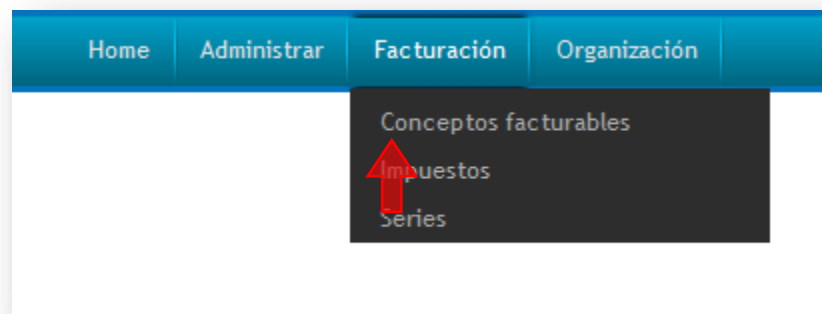 Home Administrar Facturación Organización
Conceptos facturables
Impuestos
Series